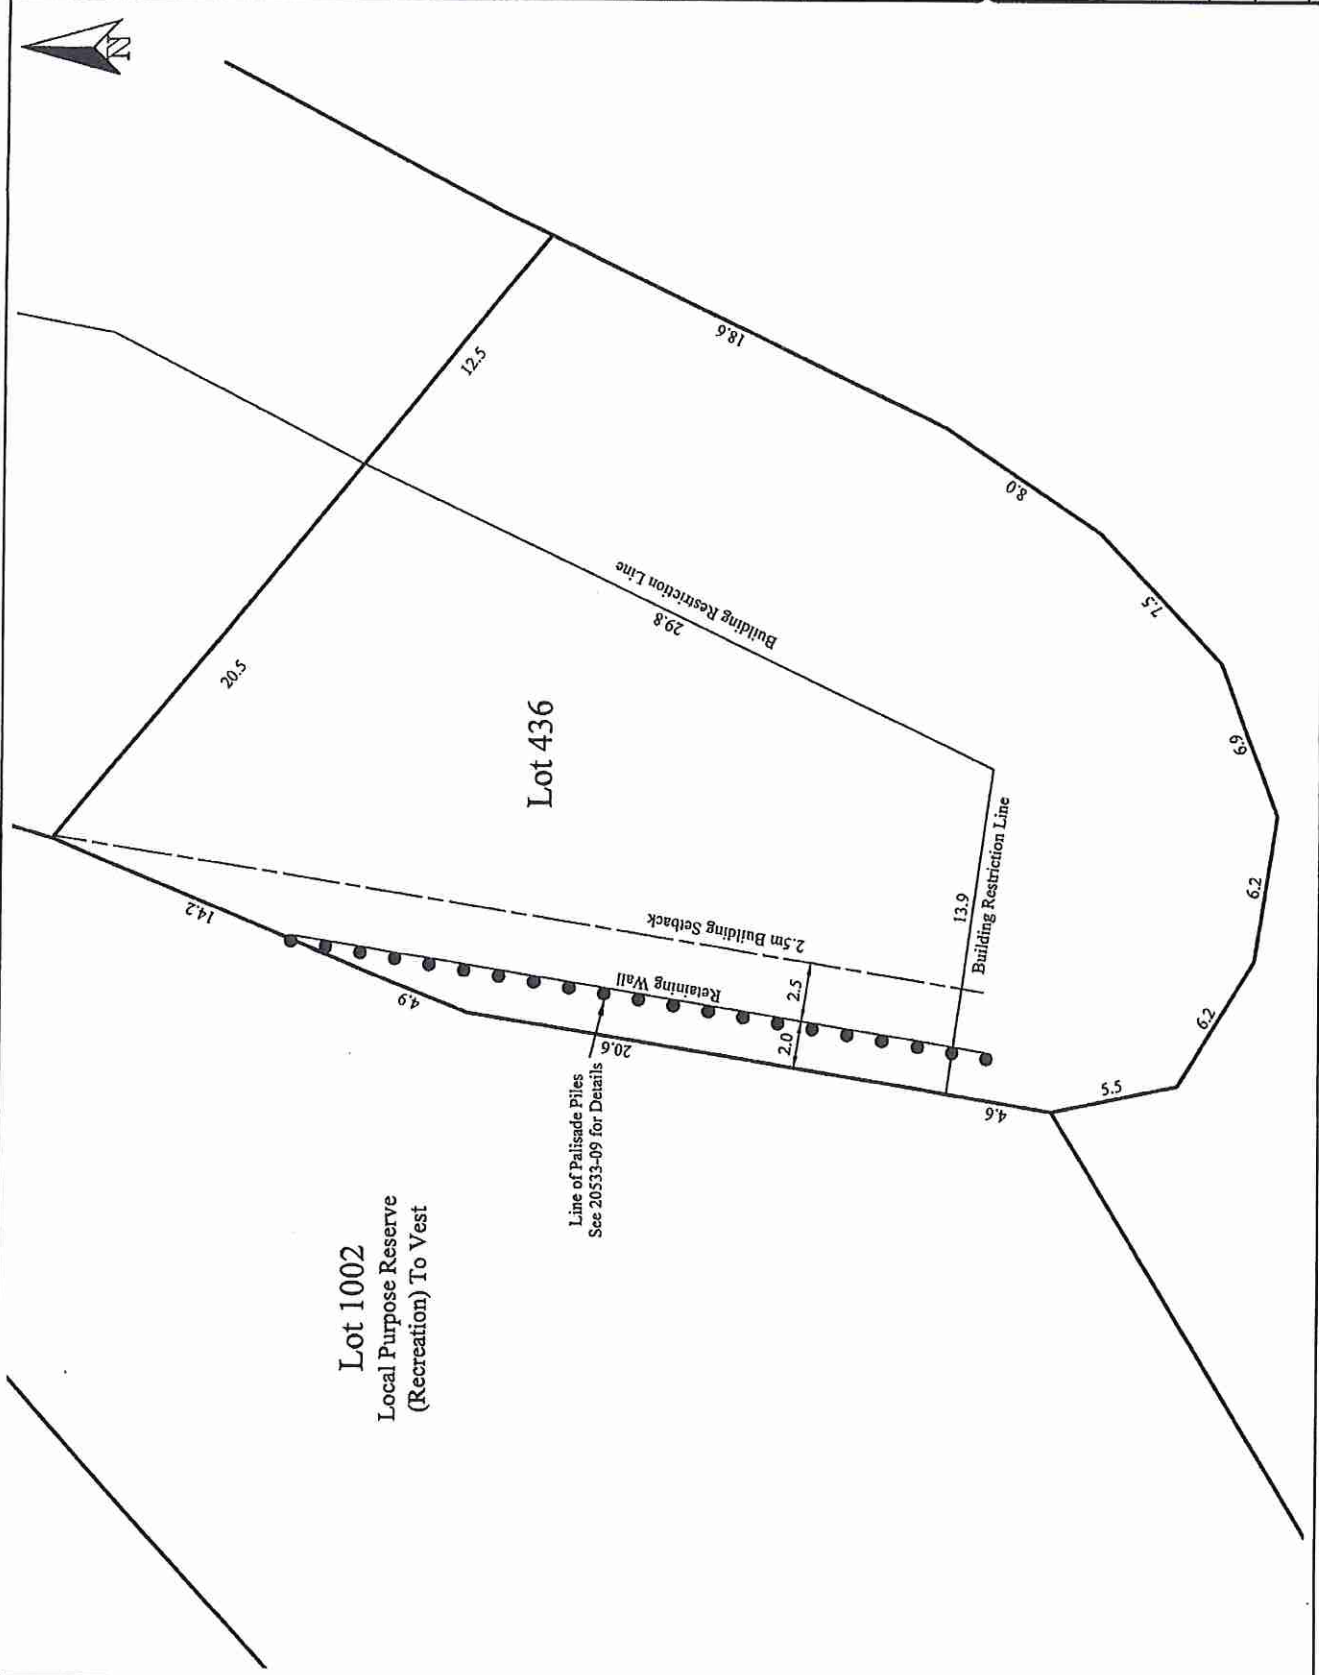 N
12.5
18.6
20.5
8.0
Building Restriction Line
29.8
7.5
Lot 436
6.9
14.2
2.5m Building Setback
13.9
Building Restriction Line
6.2
Retaining Wall
2.5
4.9
2.0
6.2
20.6
4.6
5.5
Line of Palisade Piles
See 20533-09 for Details
Lot 1002
Local Purpose Reserve
(Recreation) To Vest